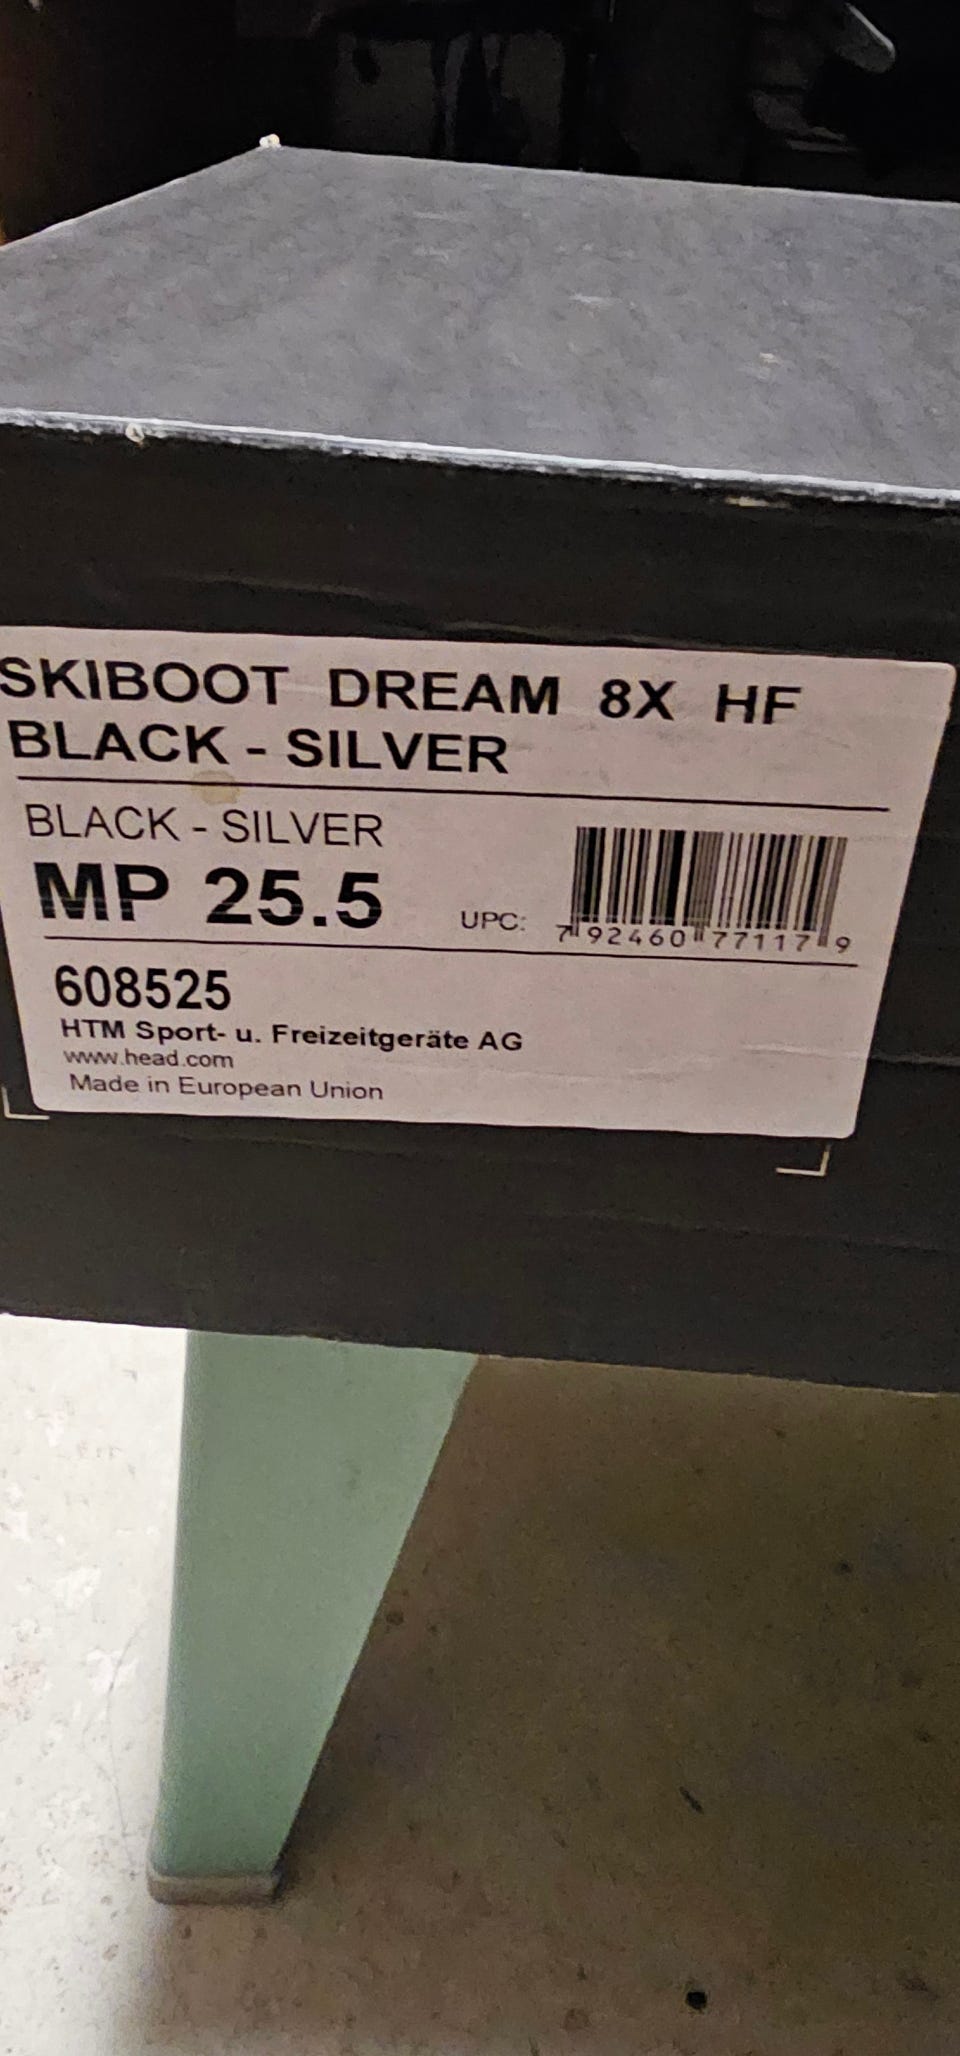 SKIBOOT DREAM 8X HF
BLACK - SILVER
BLACK - SILVER
MP 25.5
UPC: 7 92460 77117 9
608525
HTM Sport- u. Freizeitgeräte AG
www.head.com
Made in European Union